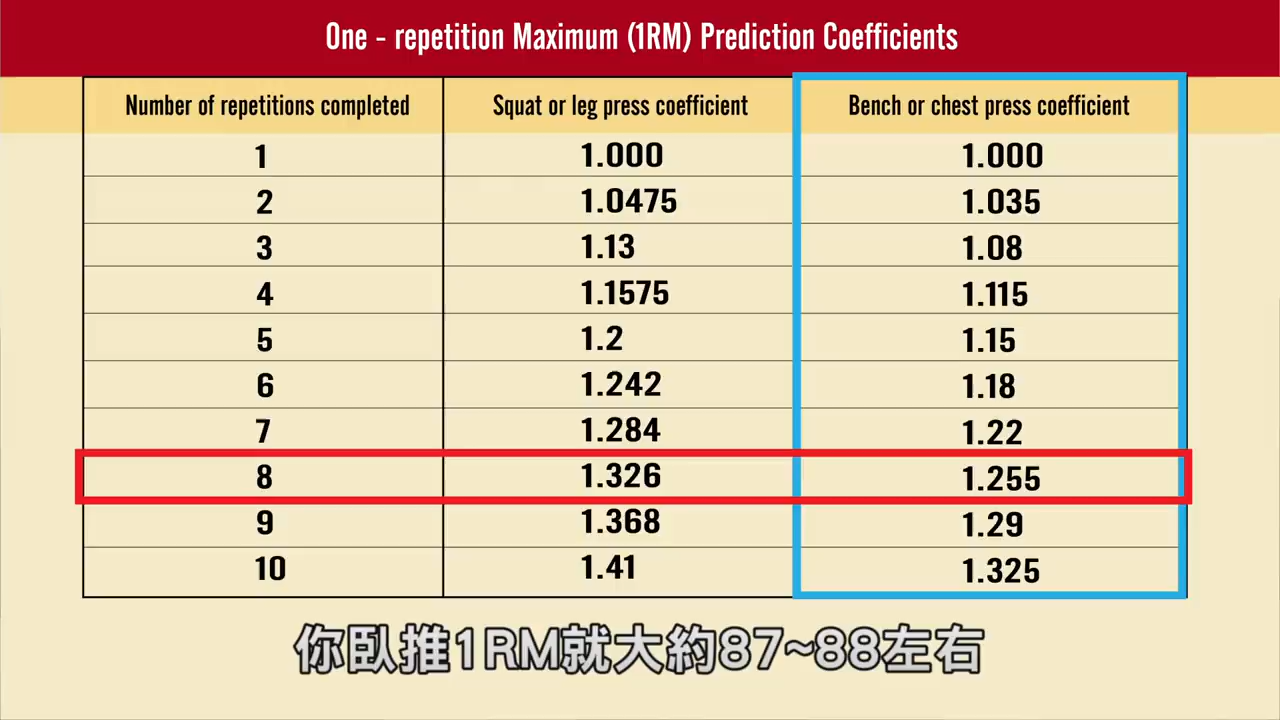 One - repetition Maximum (1RM) Prediction Coefficients
Number of repetitions completed Squat or leg press coefficient Bench or chest press coefficient
1 1.000 1.000
2 1.0475 1.035
3 1.13 1.08
4 1.1575 1.115
5 1.2 1.15
6 1.242 1.18
7 1.284 1.22
8 1.326 1.255
9 1.368 1.29
10 1.41 1.325
你臥推1RM就大約87~88左右